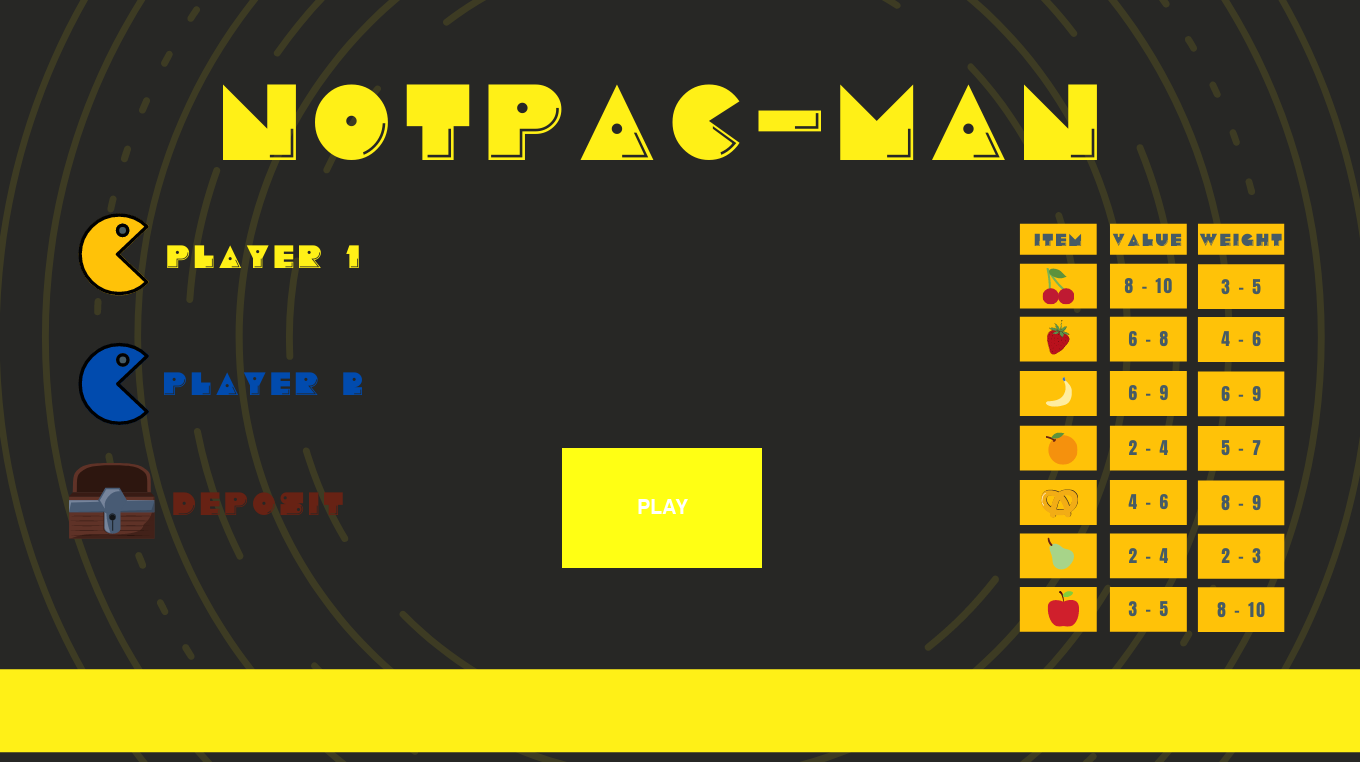 NOTPAC-MAN
PLAYER 1
PLAYER 2
DEPOSIT
PLAY
ITEM VALUE WEIGHT
8 - 10 3 - 5
6 - 8 4 - 6
6 - 9 6 - 9
2 - 4 5 - 7
4 - 6 8 - 9
2 - 4 2 - 3
3 - 5 8 - 10